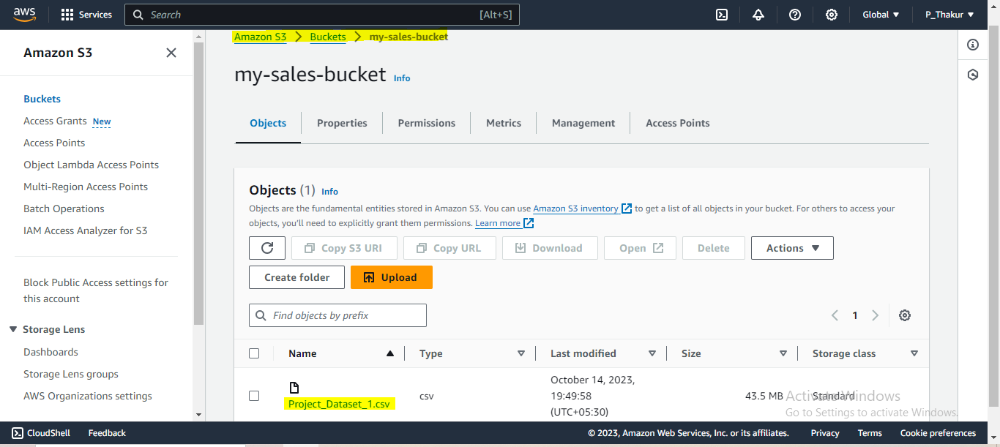 aws Services Search [Alt+S] Global ▼ P_Thakur ▼
Amazon S3
Buckets
Access Grants New
Access Points
Object Lambda Access Points
Multi-Region Access Points
Batch Operations
IAM Access Analyzer for S3
Block Public Access settings for
this account
▼ Storage Lens
Dashboards
Storage Lens groups
AWS Organizations settings
Amazon S3 > Buckets > my-sales-bucket
my-sales-bucket Info
Objects Properties Permissions Metrics Management Access Points
Objects (1) Info
Objects are the fundamental entities stored in Amazon S3. You can use Amazon S3 inventory to get a list of all objects in your bucket. For others to access your
objects, you'll need to explicitly grant them permissions. Learn more
Copy S3 URI Copy URL Download Open Delete Actions ▼
Create folder Upload
Find objects by prefix < 1 >
Name ▲ Type ▽ Last modified ▽ Size ▽ Storage class ▽
Project_Dataset_1.csv csv October 14, 2023,
19:49:58
(UTC+05:30) 43.5 MB Standard
Activate Windows
Go to Settings to activate Windows.
CloudShell Feedback © 2023, Amazon Web Services, Inc. or its affiliates. Privacy Terms Cookie preferences